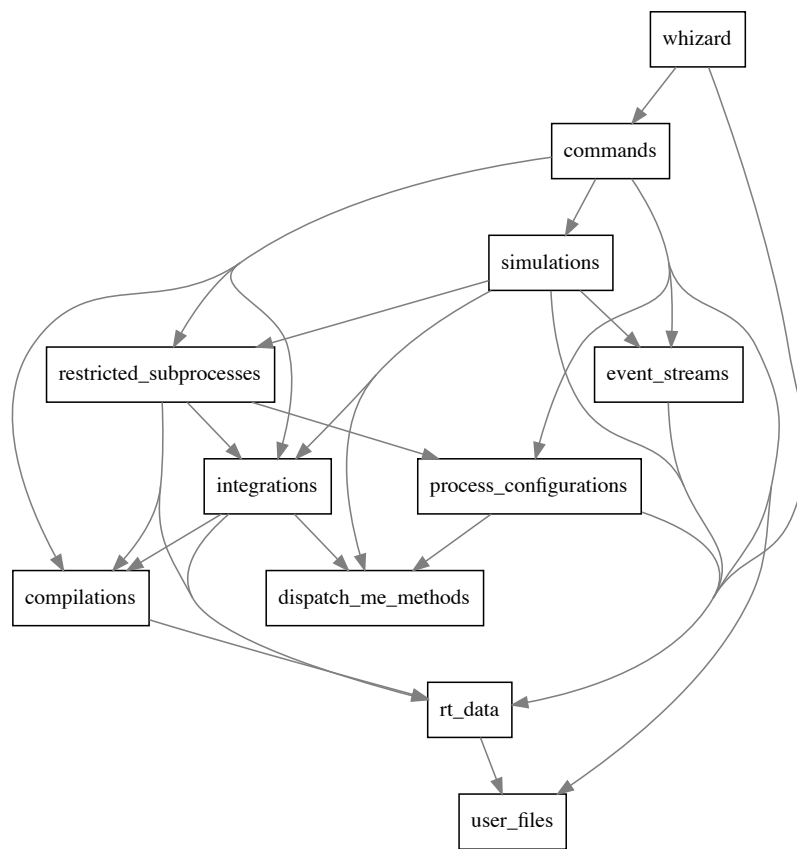 whizard
commands
simulations
restricted_subprocesses
event_streams
integrations
process_configurations
compilations
dispatch_me_methods
rt_data
user_files